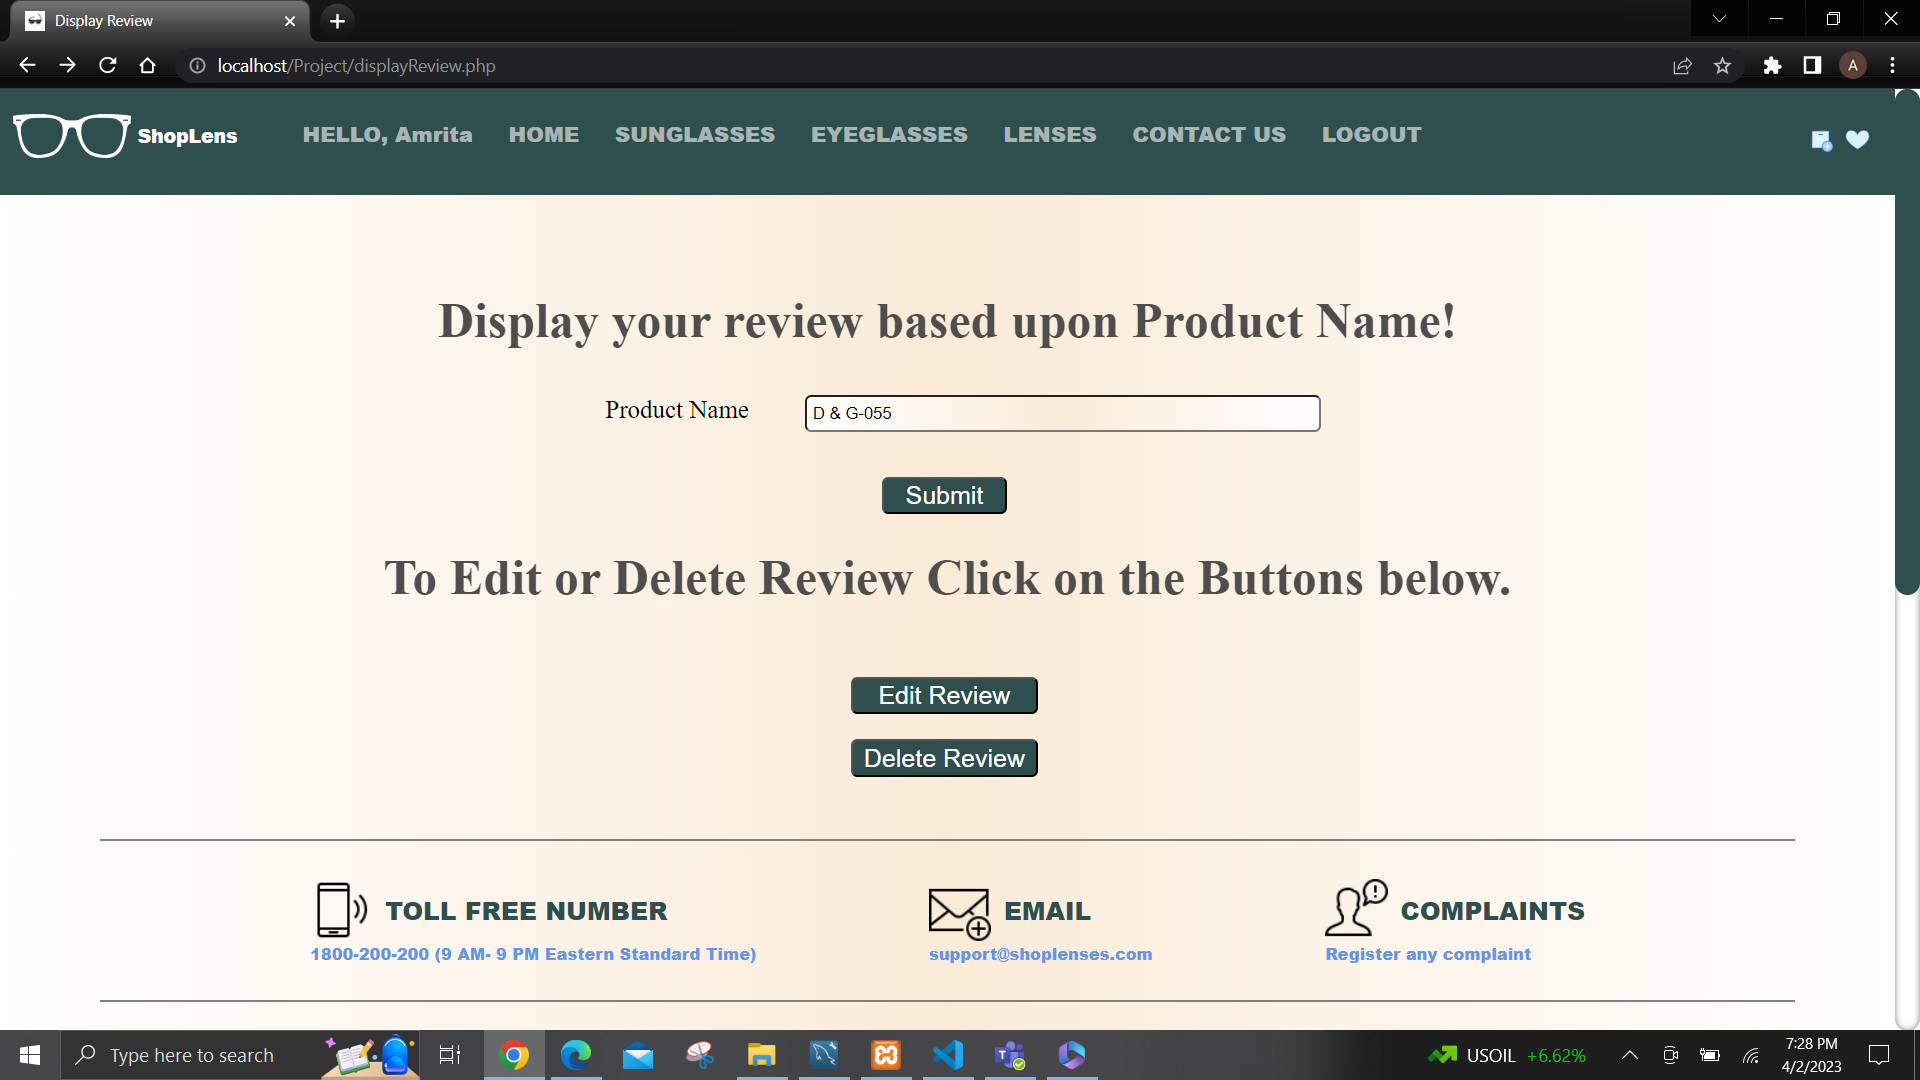 Display Review
localhost/Project/displayReview.php
A
ShopLens
HELLO, Amrita HOME SUNGLASSES EYEGLASSES LENSES CONTACT US LOGOUT
Display your review based upon Product Name!
Product Name
D & G-055
Submit
To Edit or Delete Review Click on the Buttons below.
Edit Review
Delete Review
TOLL FREE NUMBER
1800-200-200 (9 AM- 9 PM Eastern Standard Time)
EMAIL
support@shoplenses.com
COMPLAINTS
Register any complaint
Type here to search
USOIL +6.62%
7:28 PM
4/2/2023